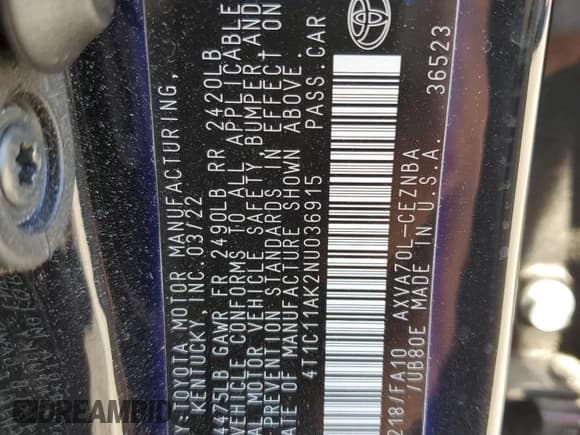 Y: TOYOTA MOTOR MANUFACTURING,
KENTUCKY, INC. 03/22
4475LB GAWR FR 2490LB RR 2420LB
VEHICLE CONFORMS TO ALL APPLICABLE
AL MOTOR VEHICLE SAFETY, BUMPER, AND
PREVENTION STANDARDS IN EFFECT ON
DATE OF MANUFACTURE SHOWN ABOVE.
4T1C11AK2NU036915 PASS. CAR
218/FA10 AXVA70L-CEZNBA
/UB80E MADE IN U.S.A. 36523
DREAMBID